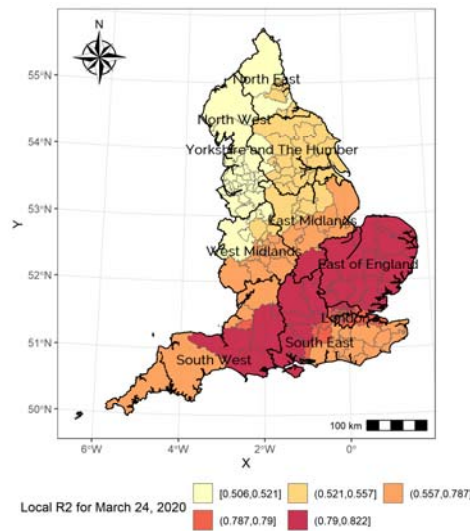 N
W
E
S
55°N
54°N
53°N
52°N
51°N
50°N
Y
North East
North West
Yorkshire and The Humber
East Midlands
West Midlands
East of England
London
South East
South West
100 km
6°W
4°W
2°W
0°
X
Local R2 for March 24, 2020
[0.506,0.521]
(0.521,0.557]
(0.557,0.787]
(0.787,0.79]
(0.79,0.822]